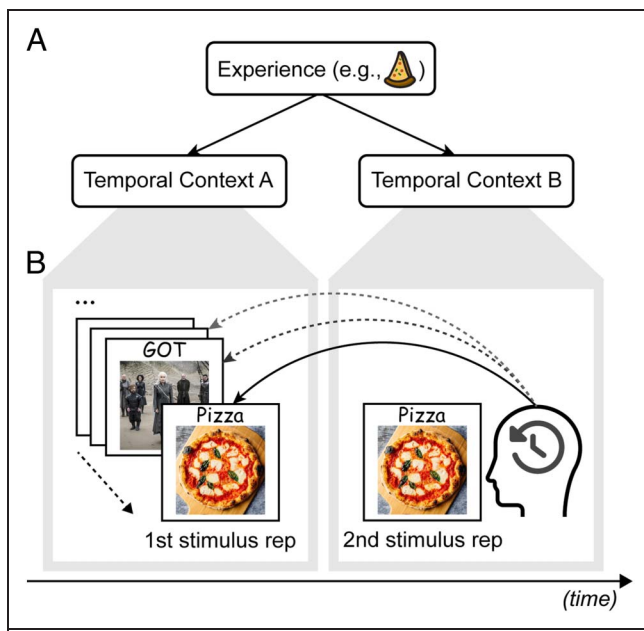 A
Experience (e.g., )
Temporal Context A
Temporal Context B
B
...
GOT
Pizza
Pizza
1st stimulus rep
2nd stimulus rep
(time)